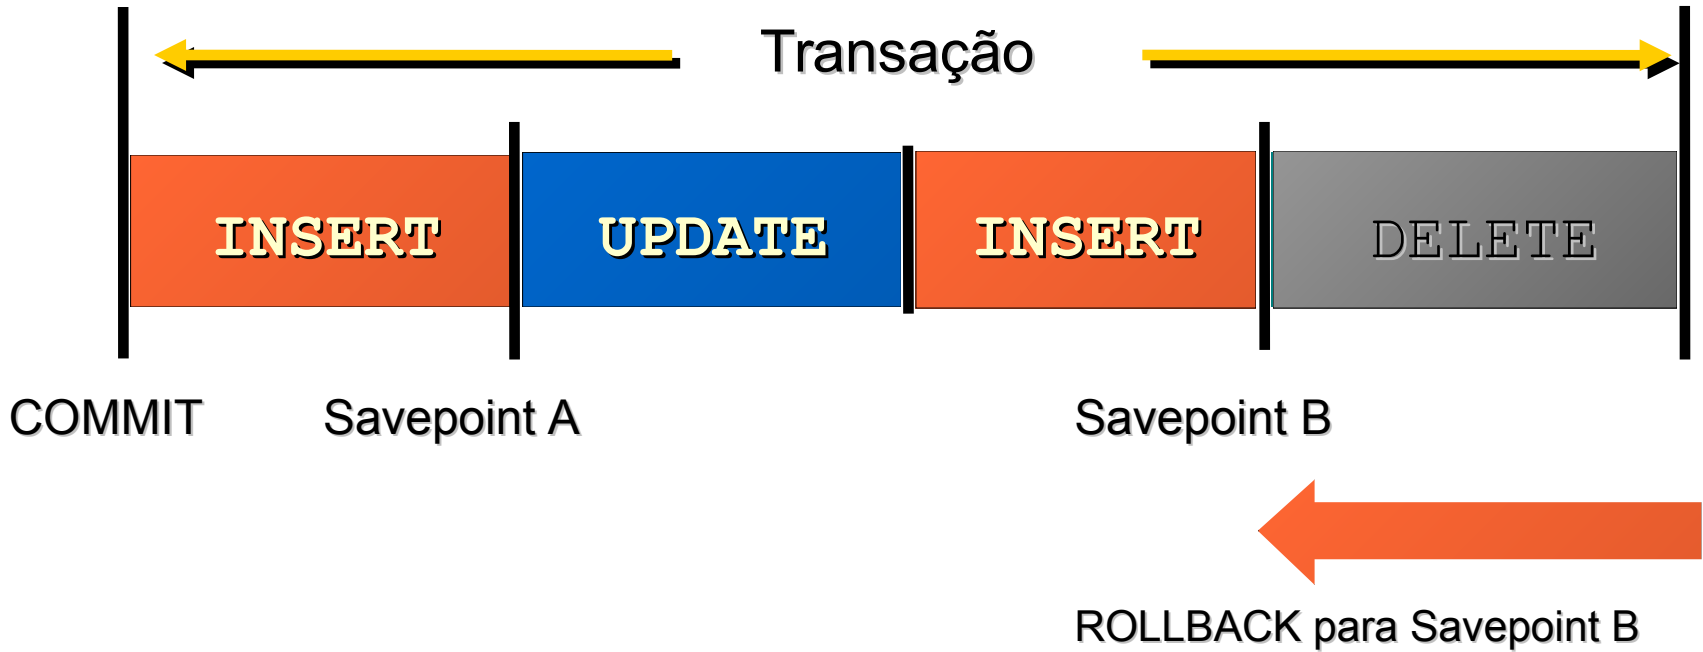 Transação
INSERT UPDATE INSERT DELETE
COMMIT Savepoint A Savepoint B
ROLLBACK para Savepoint B